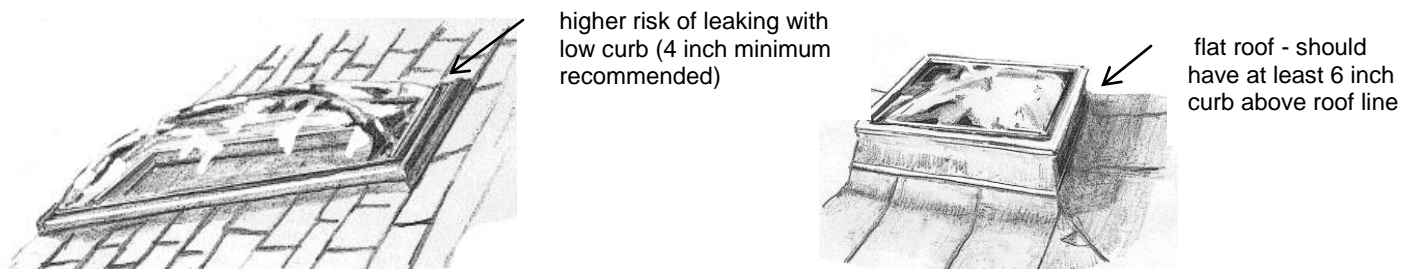 higher risk of leaking with
low curb (4 inch minimum
recommended)
flat roof - should
have at least 6 inch
curb above roof line